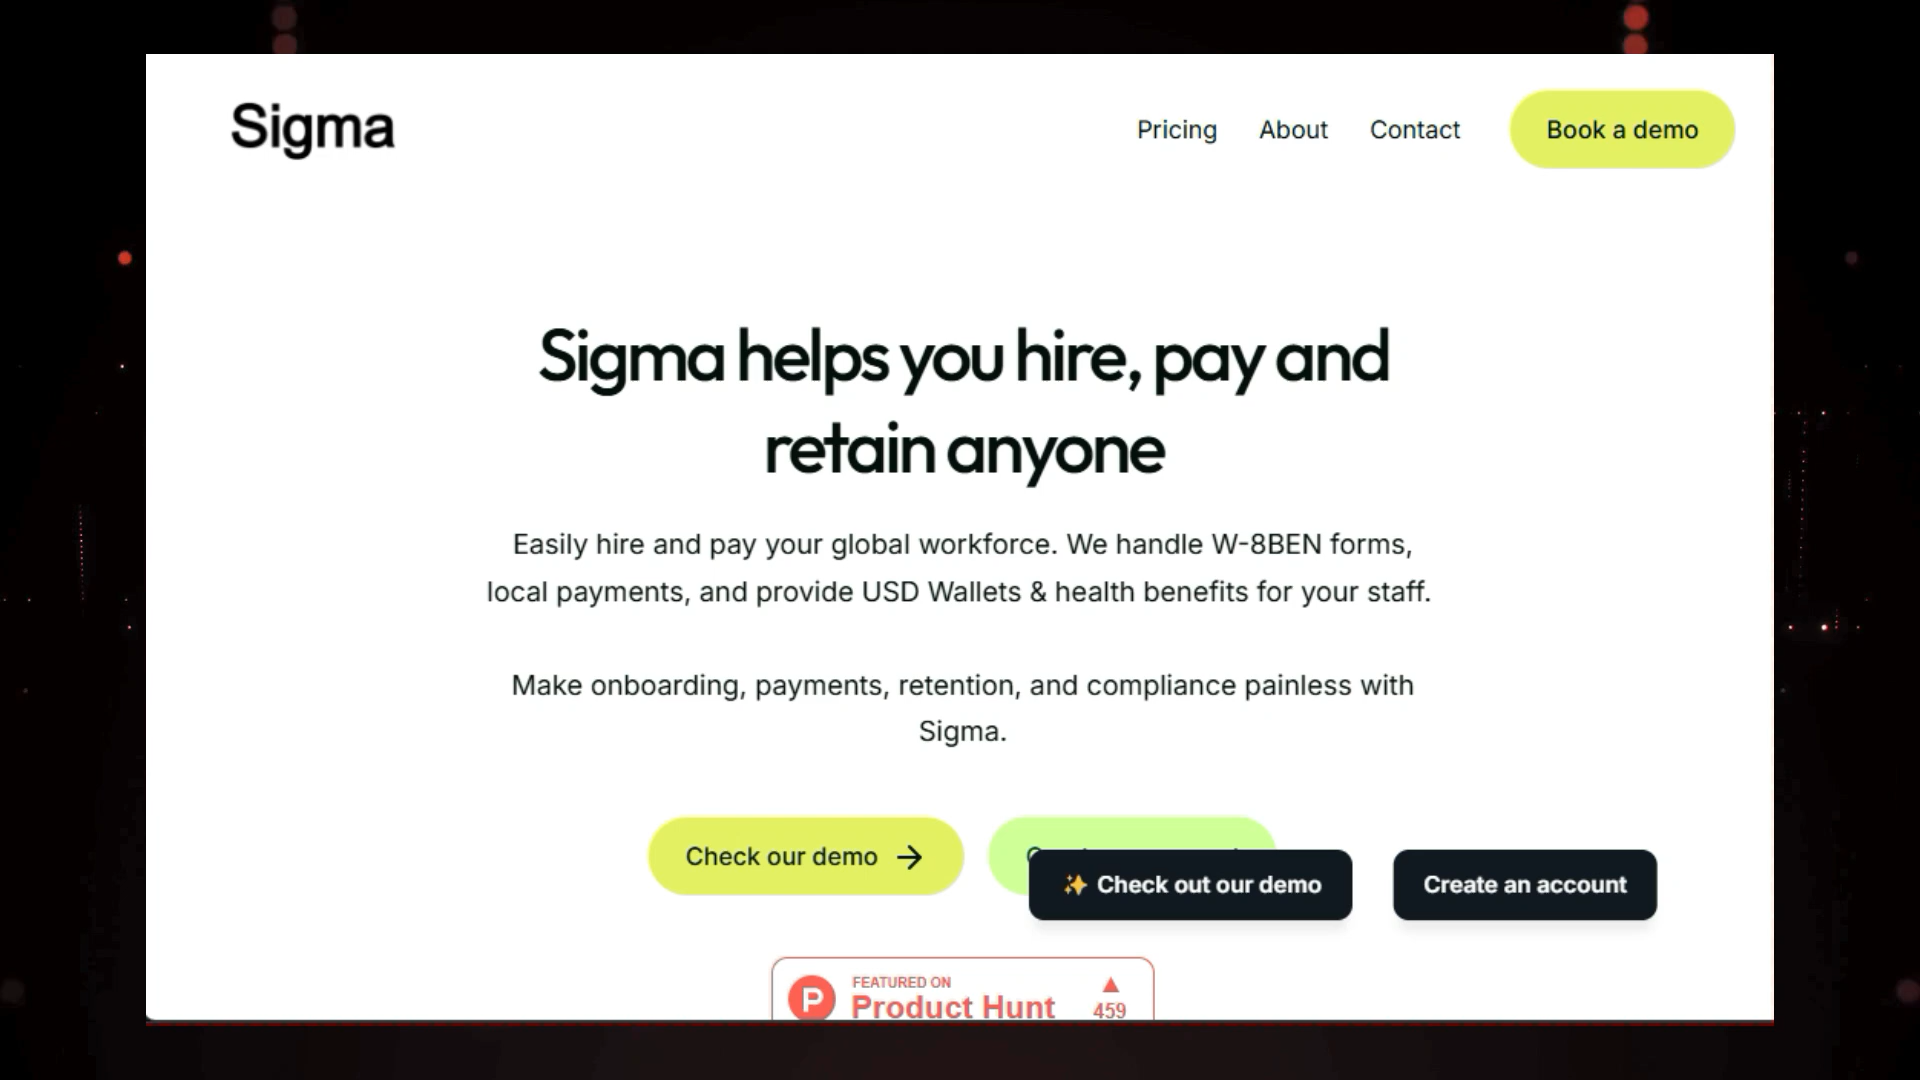 Sigma
Pricing
About
Contact
Book a demo
Sigma helps you hire, pay and
retain anyone
Easily hire and pay your global workforce. We handle W-8BEN forms,
local payments, and provide USD Wallets & health benefits for your staff.
Make onboarding, payments, retention, and compliance painless with
Sigma.
Check our demo
✨ Check out our demo
Create an account
FEATURED ON
Product Hunt
▲
459